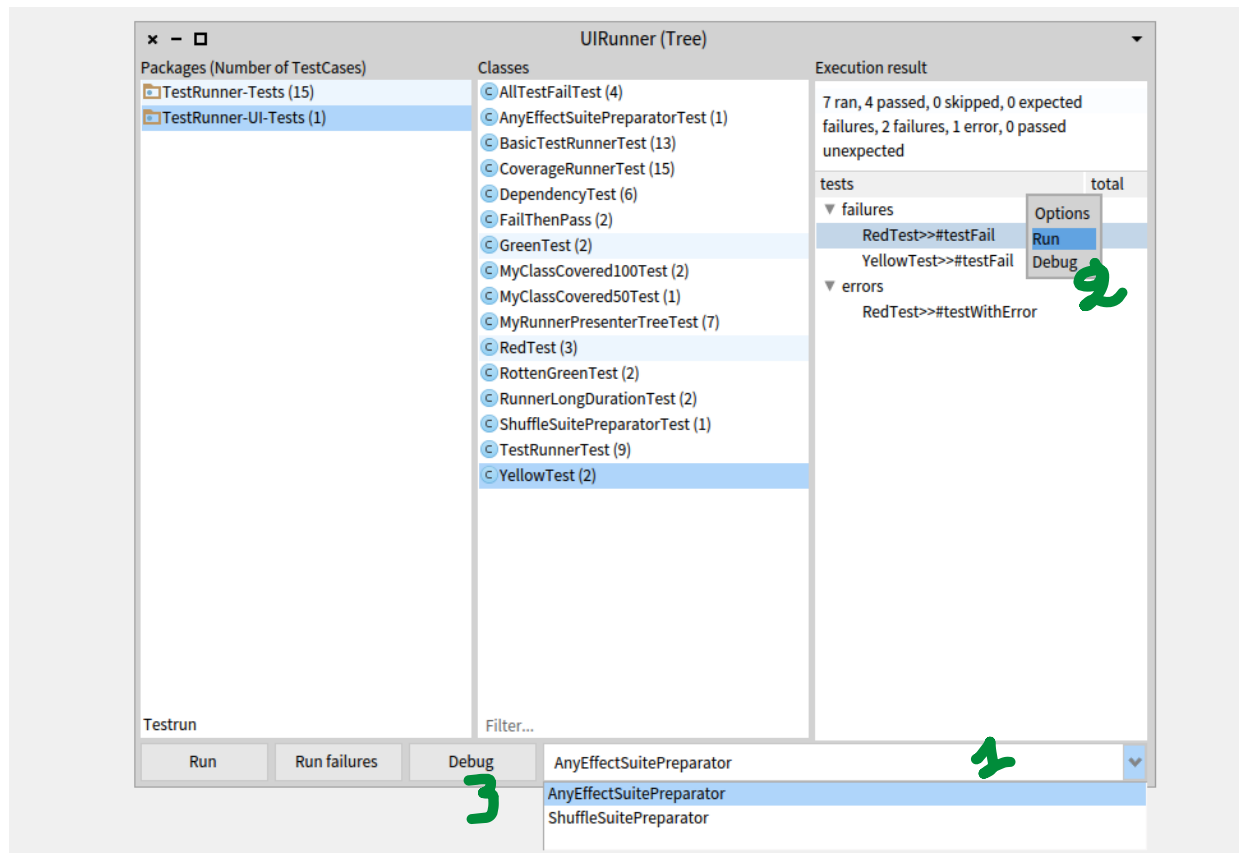 UIRunner (Tree)
Packages (Number of TestCases)
TestRunner-Tests (15)
TestRunner-UI-Tests (1)
Testrun
Classes
AllTestFailTest (4)
AnyEffectSuitePreparatorTest (1)
BasicTestRunnerTest (13)
CoverageRunnerTest (15)
DependencyTest (6)
FailThenPass (2)
GreenTest (2)
MyClassCovered100Test (2)
MyClassCovered50Test (1)
MyRunnerPresenterTreeTest (7)
RedTest (3)
RottenGreenTest (2)
RunnerLongDurationTest (2)
ShuffleSuitePreparatorTest (1)
TestRunnerTest (9)
YellowTest (2)
Filter...
Execution result
7 ran, 4 passed, 0 skipped, 0 expected
failures, 2 failures, 1 error, 0 passed
unexpected
tests total
failures
RedTest>>#testFail
YellowTest>>#testFail
errors
RedTest>>#testWithError
Options
Run
Debug
2
Run Run failures Debug AnyEffectSuitePreparator
1
3
AnyEffectSuitePreparator
ShuffleSuitePreparator